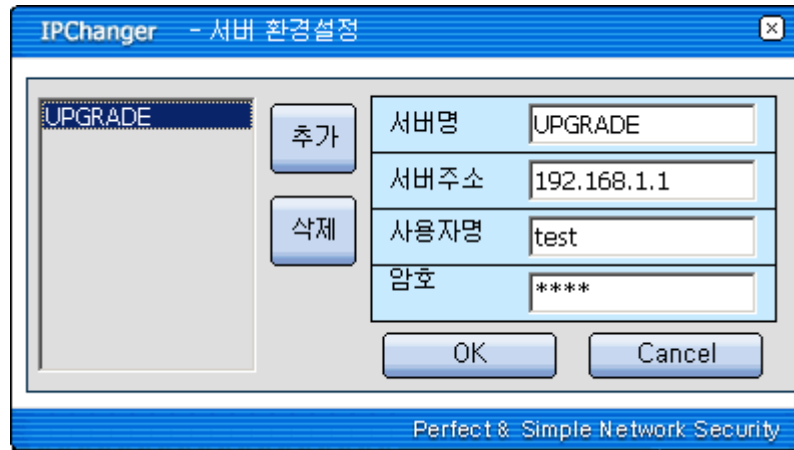 IPChanger - 서버 환경설정
UPGRADE
추가
삭제
서버명 UPGRADE
서버주소 192.168.1.1
사용자명 test
암호 ****
OK Cancel
Perfect & Simple Network Security